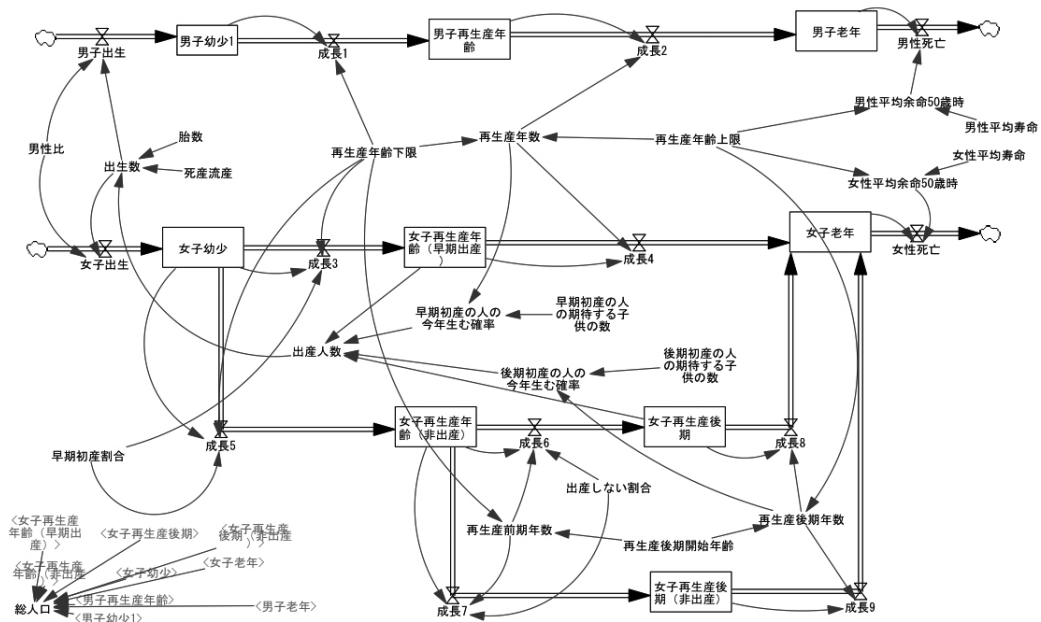 男子出生
男子幼少1
成長1
男子再生産年
齢
成長2
男子老年
男性死亡
男性平均余命50歳時
男性平均寿命
男性比
胎数
出生数
死産流産
再生産年齢下限
再生産年数
再生産年齢上限
女性平均寿命
女性平均余命50歳時
女子出生
女子幼少
成長3
女子再生産年
齢（早期出産
）
成長4
女子老年
女性死亡
早期初産の人の
今年生む確率
早期初産の人
の期待する子
供の数
出産人数
後期初産の人の
今年生む確率
後期初産の人
の期待する子
供の数
成長5
女子再生産年
齢（非出産）
成長6
女子再生産後
期
成長8
早期初産割合
出産しない割合
再生産前期年数
再生産後期開始年齢
再生産後期年数
<女子再生産
年齢（早期出
産）>
<女子再生産後期>
<女子再生産
後期（非出産
）>
<女子再生産
年齢（非出産
）>
<女子幼少>
<女子老年>
総人口
<男子再生産年齢>
<男子老年>
<男子幼少1>
成長7
女子再生産後
期（非出産）
成長9